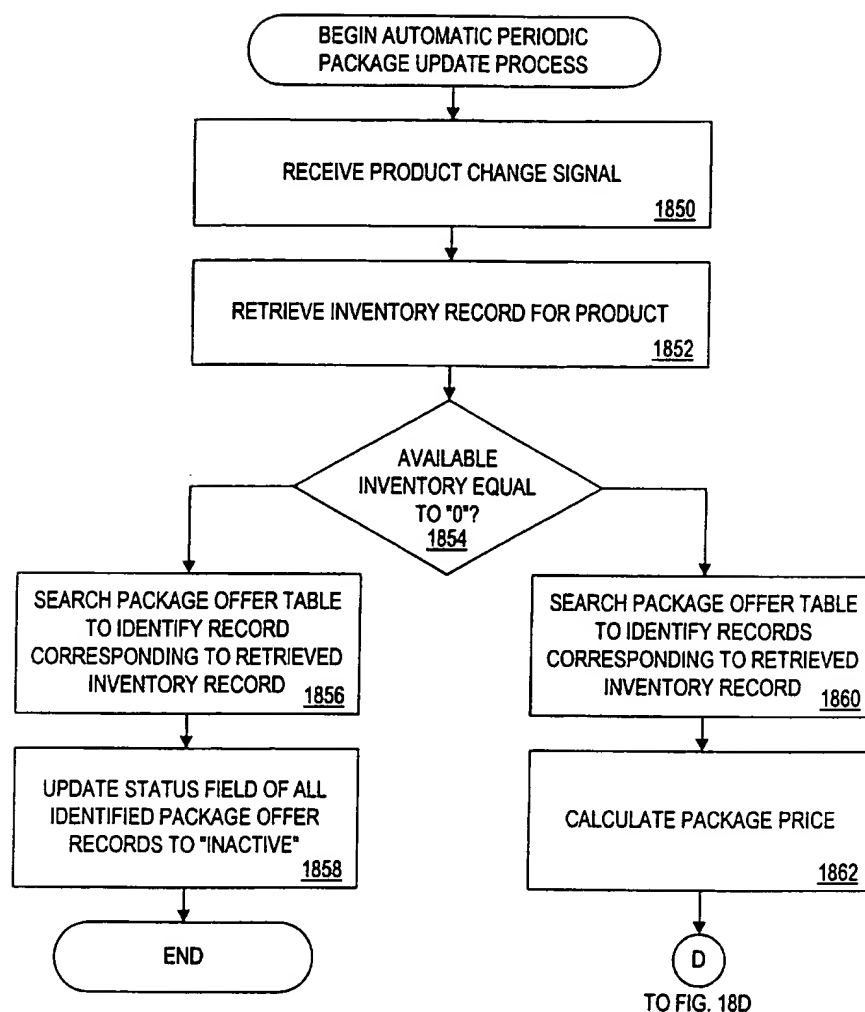 BEGIN AUTOMATIC PERIODIC
PACKAGE UPDATE PROCESS
RECEIVE PRODUCT CHANGE SIGNAL
1850
RETRIEVE INVENTORY RECORD FOR PRODUCT
1852
AVAILABLE
INVENTORY EQUAL
TO "0"?
1854
SEARCH PACKAGE OFFER TABLE
TO IDENTIFY RECORD
CORRESPONDING TO RETRIEVED
INVENTORY RECORD
1856
UPDATE STATUS FIELD OF ALL
IDENTIFIED PACKAGE OFFER
RECORDS TO "INACTIVE"
1858
END
SEARCH PACKAGE OFFER TABLE
TO IDENTIFY RECORDS
CORRESPONDING TO RETRIEVED
INVENTORY RECORD
1860
CALCULATE PACKAGE PRICE
1862
D
TO FIG. 18D